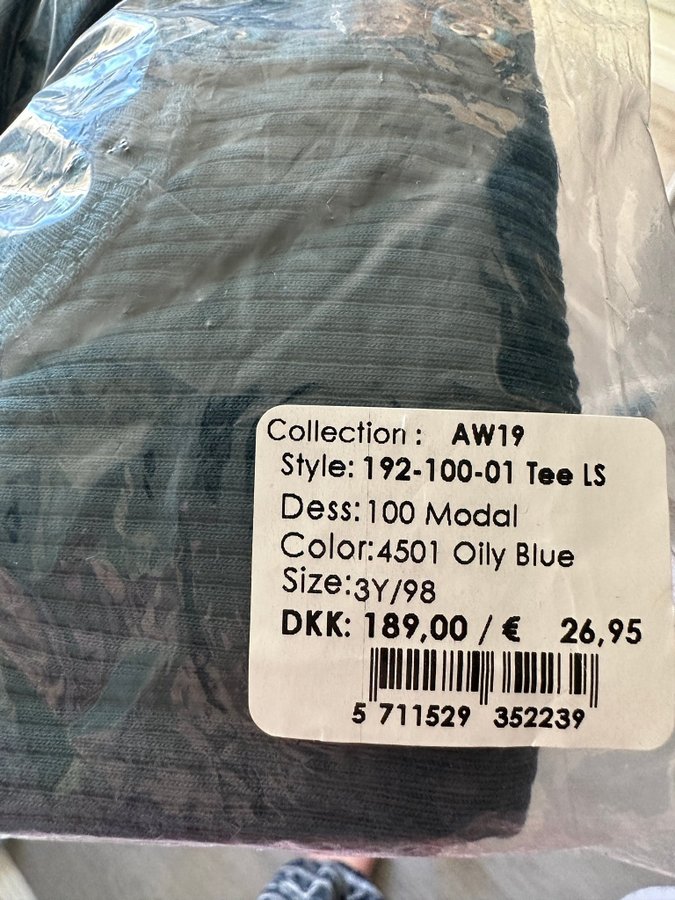 Collection : AW19
Style: 192-100-01 Tee LS
Dess: 100 Modal
Color: 4501 Oily Blue
Size: 3Y/98
DKK: 189,00 / € 26,95
5 711529 352239